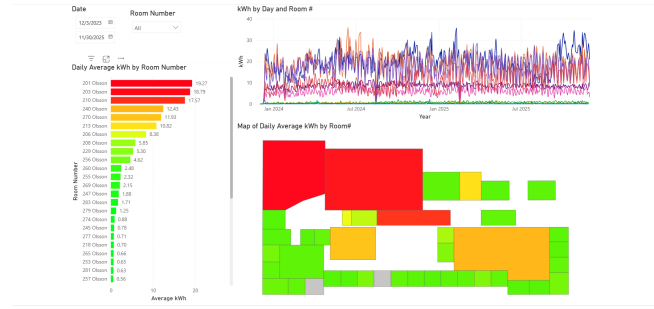 Date
Room Number
12/3/2023
All
11/30/2025
Daily Average kWh by Room Number
Room Number
201 Olsson 19.27
203 Olsson 18.79
210 Olsson 17.57
240 Olsson 12.43
270 Olsson 11.93
213 Olsson 10.82
206 Olsson 8.38
208 Olsson 5.85
229 Olsson 5.30
256 Olsson 4.62
260 Olsson 2.48
255 Olsson 2.32
269 Olsson 2.15
247 Olsson 1.88
283 Olsson 1.71
279 Olsson 1.25
274 Olsson 0.88
245 Olsson 0.78
277 Olsson 0.71
218 Olsson 0.70
265 Olsson 0.66
253 Olsson 0.65
281 Olsson 0.63
257 Olsson 0.56
0 10 20
Average kWh
kWh by Day and Room #
kWh
40
30
20
10
0
Jan 2024 Jul 2024 Jan 2025 Jul 2025
Year
Map of Daily Average kWh by Room#